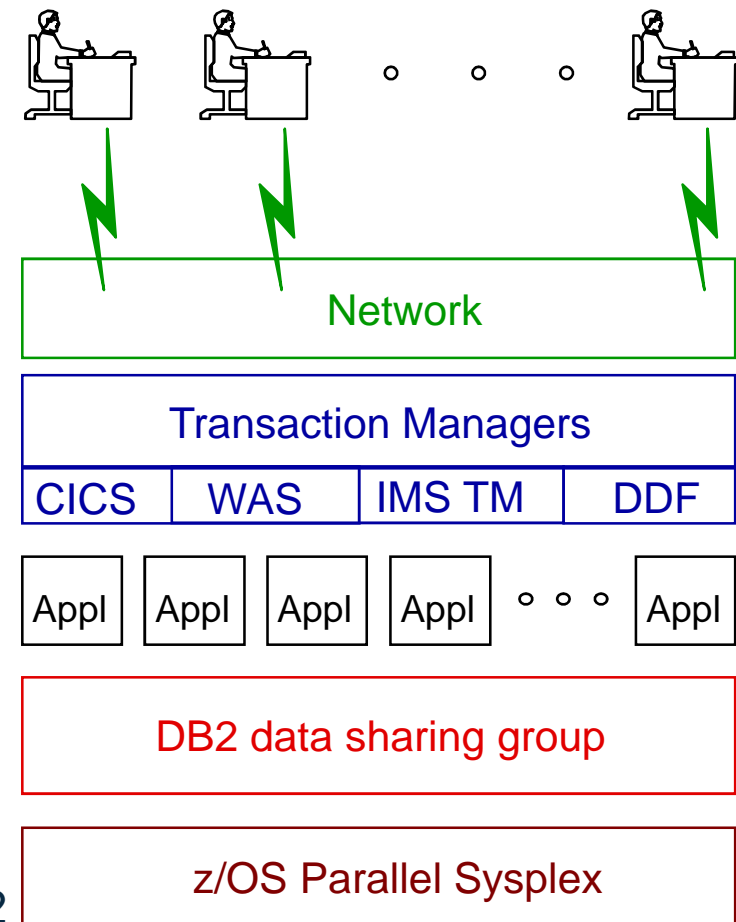 Network
Transaction Managers
CICS WAS IMS TM DDF
Appl Appl Appl Appl Appl
DB2 data sharing group
z/OS Parallel Sysplex
2